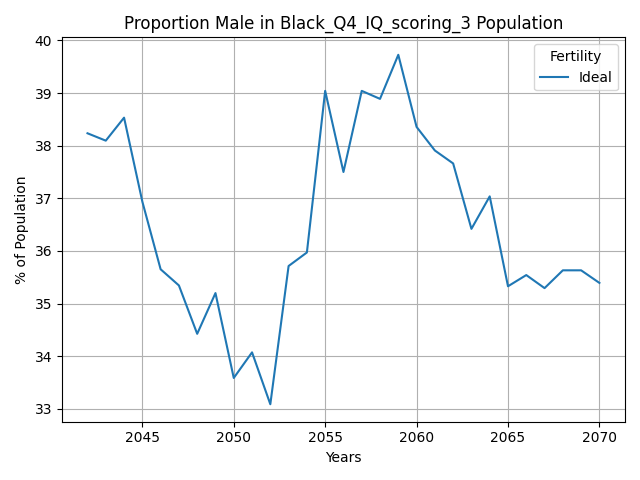 Proportion Male in Black_Q4_IQ_scoring_3 Population
Fertility
Ideal
% of Population
40
39
38
37
36
35
34
33
2045 2050 2055 2060 2065 2070
Years